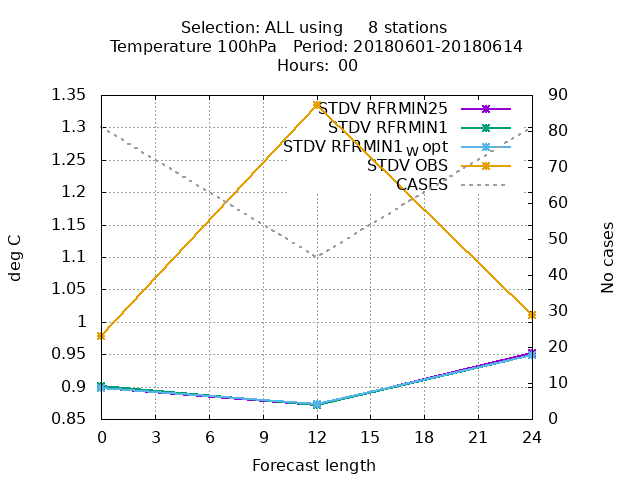 Selection: ALL using 8 stations
Temperature 100hPa Period: 20180601-20180614
Hours: 00
STDV RFRMIN25
STDV RFRMIN1
STDV RFRMIN1_W opt
STDV OBS
CASES
1.35
1.3
1.25
1.2
1.15
1.1
1.05
1
0.95
0.9
0.85
deg C
90
80
70
60
50
40
30
20
10
0
No cases
0 3 6 9 12 15 18 21 24
Forecast length